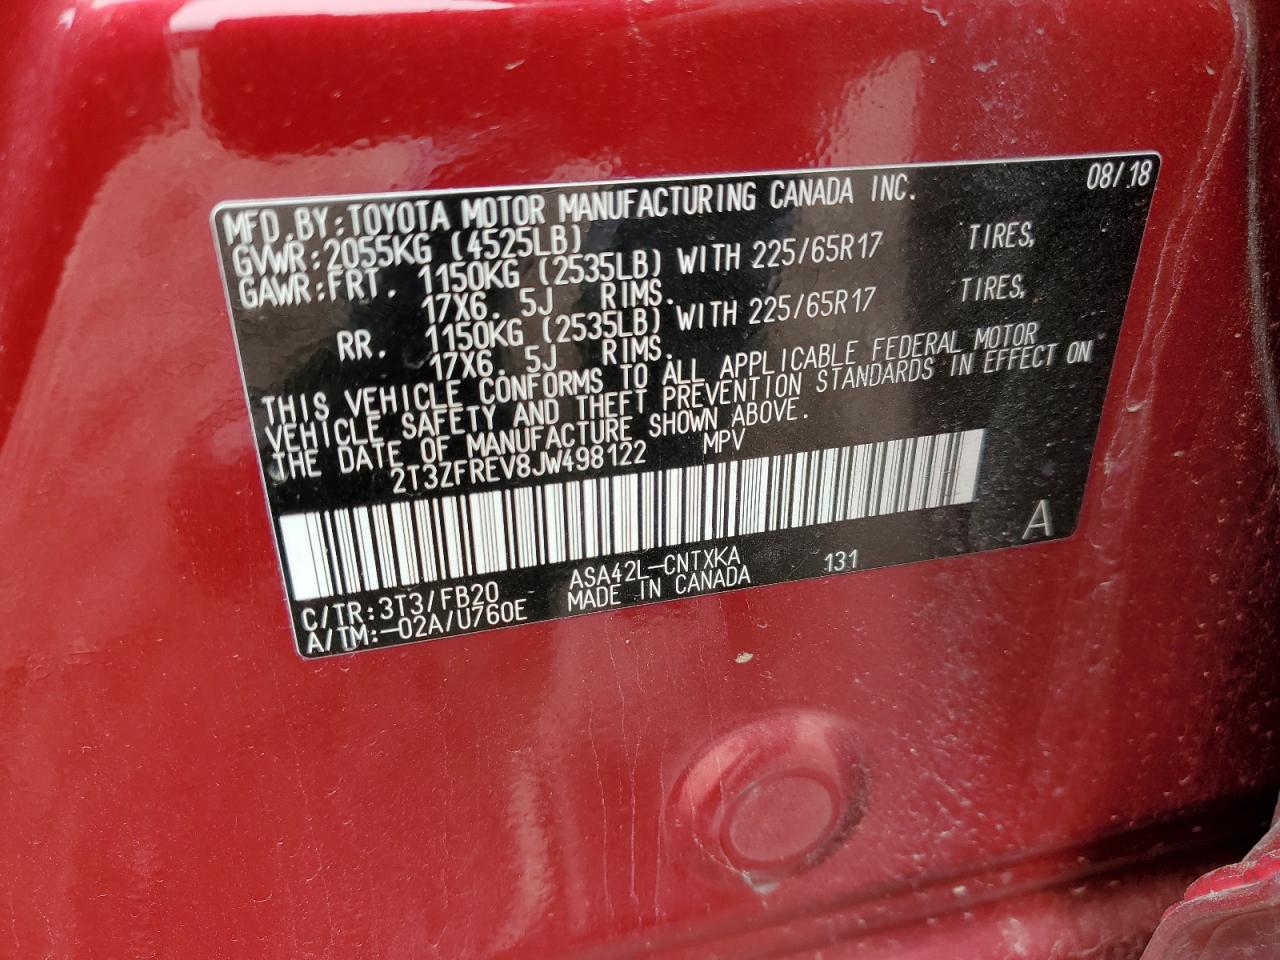 08/18
MFD.BY:TOYOTA MOTOR MANUFACTURING CANADA INC.
GVWR:2055KG (4525LB)
GAWR:FRT. 1150KG (2535LB) WITH 225/65R17 TIRES,
17X6.5J RIMS.
RR. 1150KG (2535LB) WITH 225/65R17 TIRES,
17X6.5J RIMS.
THIS VEHICLE CONFORMS TO ALL APPLICABLE FEDERAL MOTOR
VEHICLE SAFETY AND THEFT PREVENTION STANDARDS IN EFFECT ON
THE DATE OF MANUFACTURE SHOWN ABOVE.
2T3ZFREV8JW498122 MPV
C/TR:3T3/FB20 ASA42L-CNTXKA 131
A/TM:-02A/U760E MADE IN CANADA
A